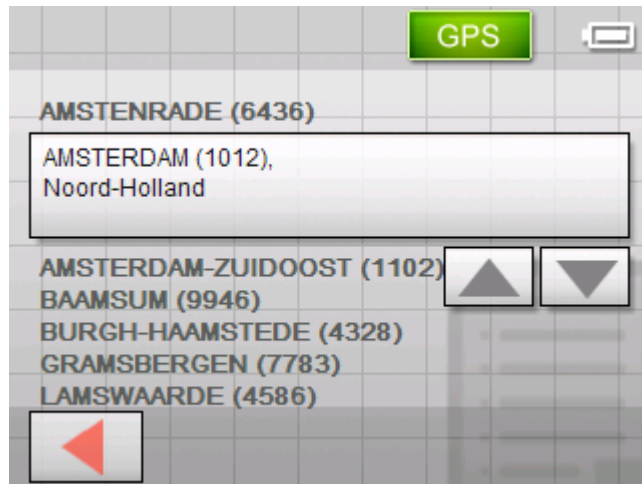 GPS
AMSTENRADE (6436)
AMSTERDAM (1012),
Noord-Holland
AMSTERDAM-ZUIDOOST (1102)
BAAMSUM (9946)
BURGH-HAAMSTEDE (4328)
GRAMSBERGEN (7783)
LAMSWAARDE (4586)